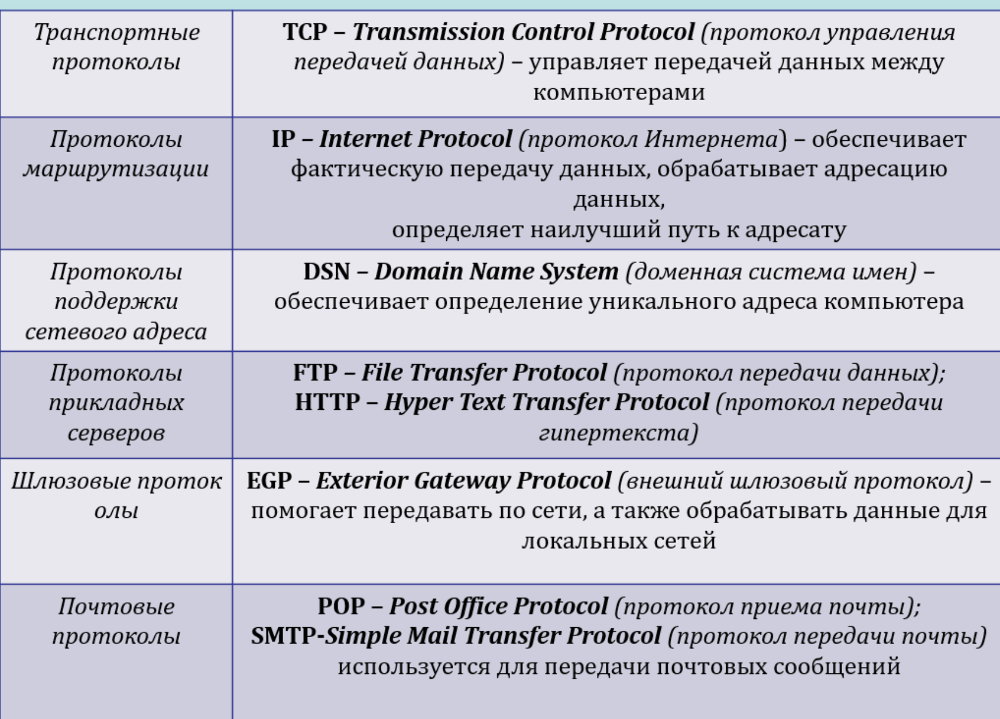 Транспортные
протоколы
TCP – Transmission Control Protocol (протокол управления
передачей данных) – управляет передачей данных между
компьютерами
Протоколы
маршрутизации
IP – Internet Protocol (протокол Интернета) – обеспечивает
фактическую передачу данных, обрабатывает адресацию
данных,
определяет наилучший путь к адресату
Протоколы
поддержки
сетевого адреса
DSN – Domain Name System (доменная система имен) –
обеспечивает определение уникального адреса компьютера
Протоколы
прикладных
серверов
FTP – File Transfer Protocol (протокол передачи данных);
HTTP – Hyper Text Transfer Protocol (протокол передачи
гипертекста)
Шлюзовые проток
олы
EGP – Exterior Gateway Protocol (внешний шлюзовый протокол) –
помогает передавать по сети, а также обрабатывать данные для
локальных сетей
Почтовые
протоколы
POP – Post Office Protocol (протокол приема почты);
SMTP-Simple Mail Transfer Protocol (протокол передачи почты)
используется для передачи почтовых сообщений